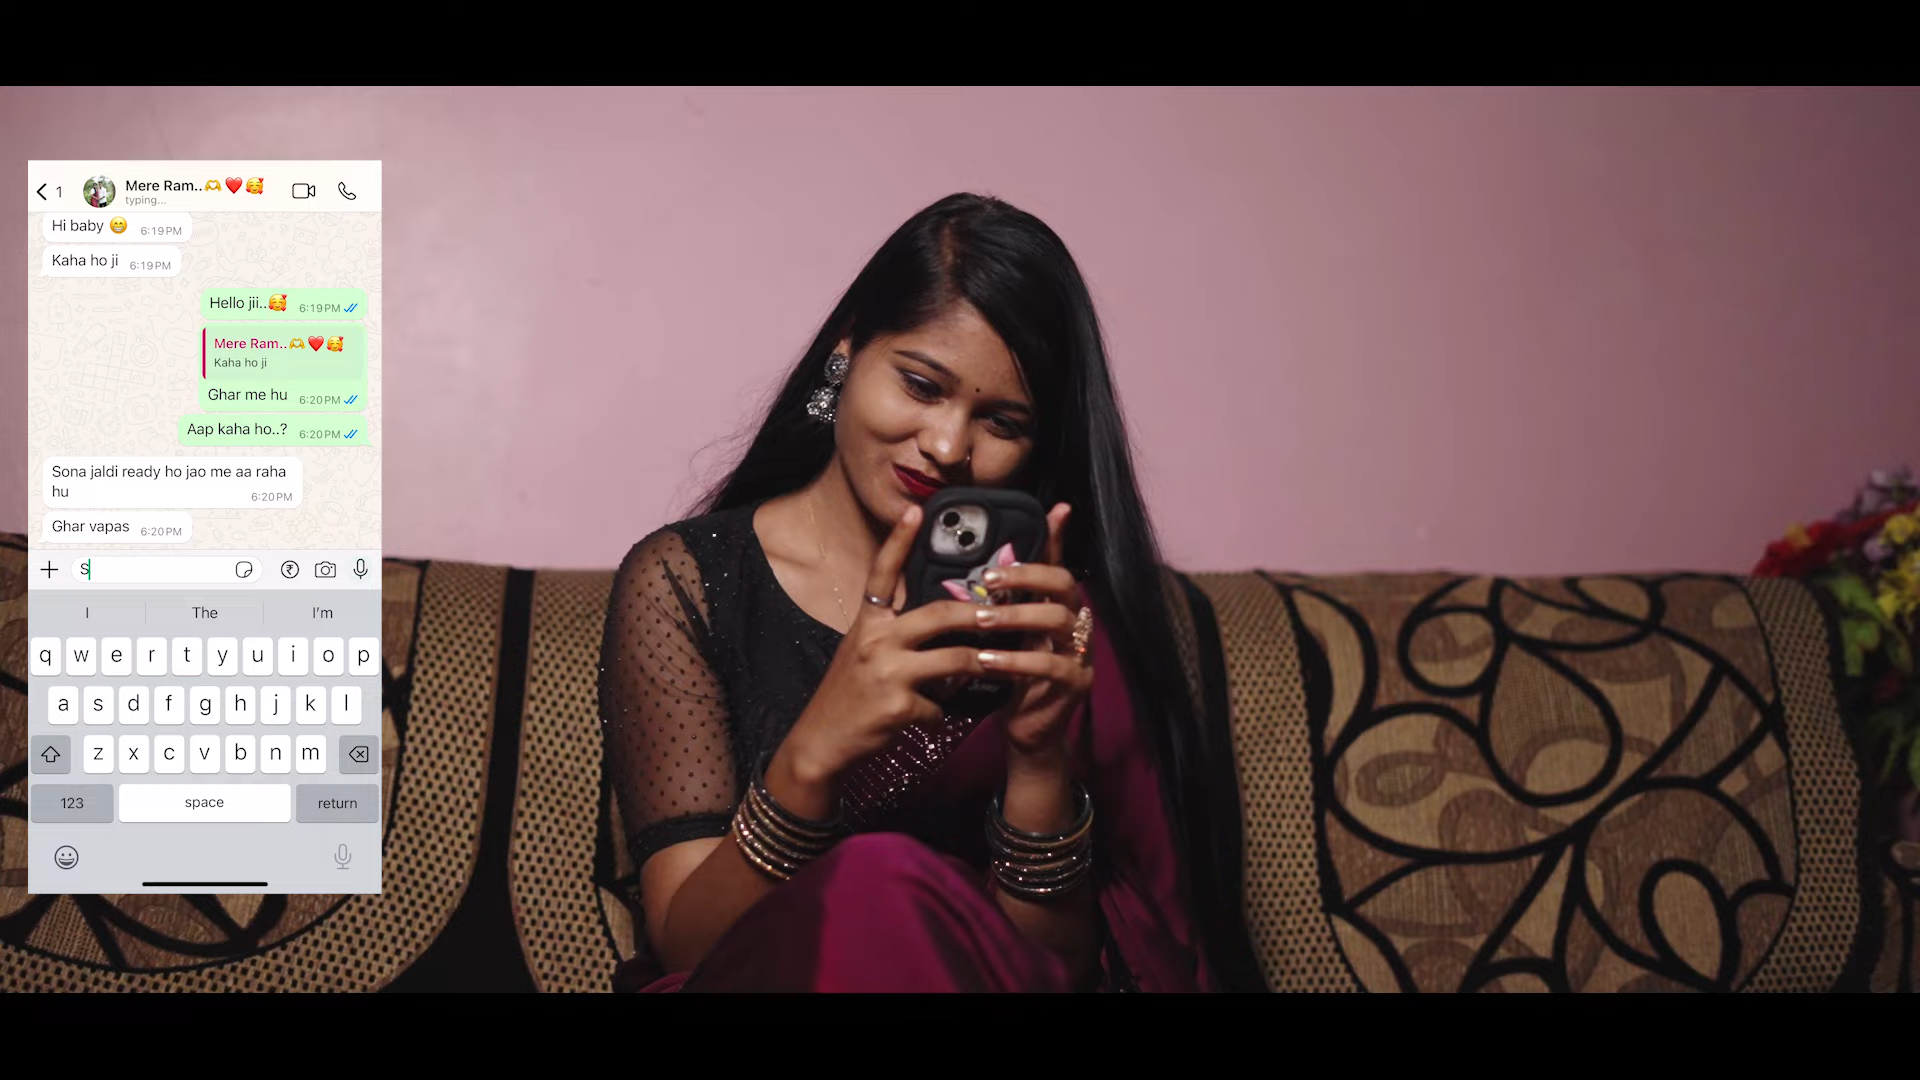 1
Mere Ram..🫶❤️🥰
typing...
Hi baby 😁 6:19 PM
Kaha ho ji 6:19 PM
Hello jii..🥰 6:19 PM
Mere Ram..🫶❤️🥰
Kaha ho ji
Ghar me hu 6:20 PM
Aap kaha ho..? 6:20 PM
Sona jaldi ready ho jao me aa raha
hu 6:20 PM
Ghar vapas 6:20 PM
S
₹
I The I'm
q w e r t y u i o p
a s d f g h j k l
z x c v b n m
123 space return